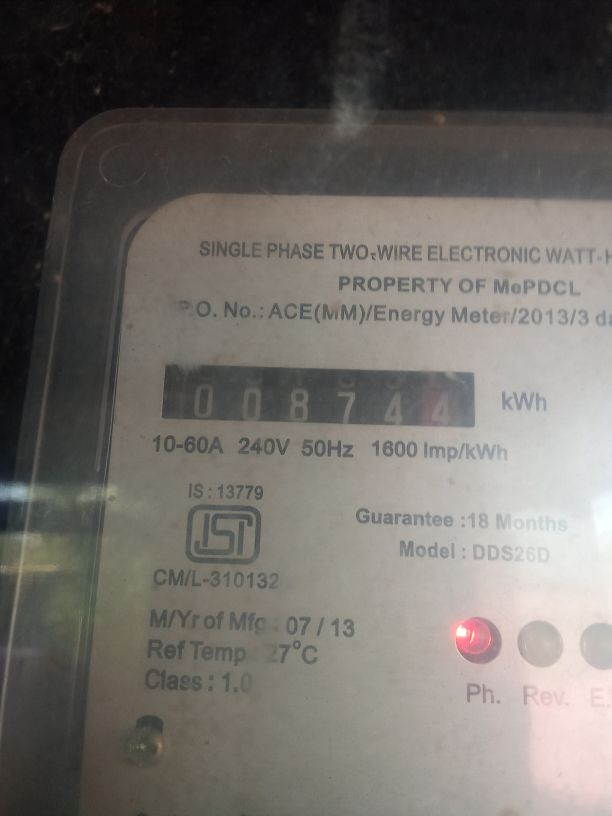 SINGLE PHASE TWO-WIRE ELECTRONIC WATT-H
PROPERTY OF MePDCL
P.O. No.: ACE(MM)/Energy Meter/2013/3 da
008744 kWh
10-60A 240V 50Hz 1600 Imp/kWh
IS : 13779
ISI
CM/L-310132
Guarantee :18 Months
Model : DDS26D
M/Yr of Mfg : 07 / 13
Ref Temp : 27°C
Class : 1.0
Ph. Rev. E.